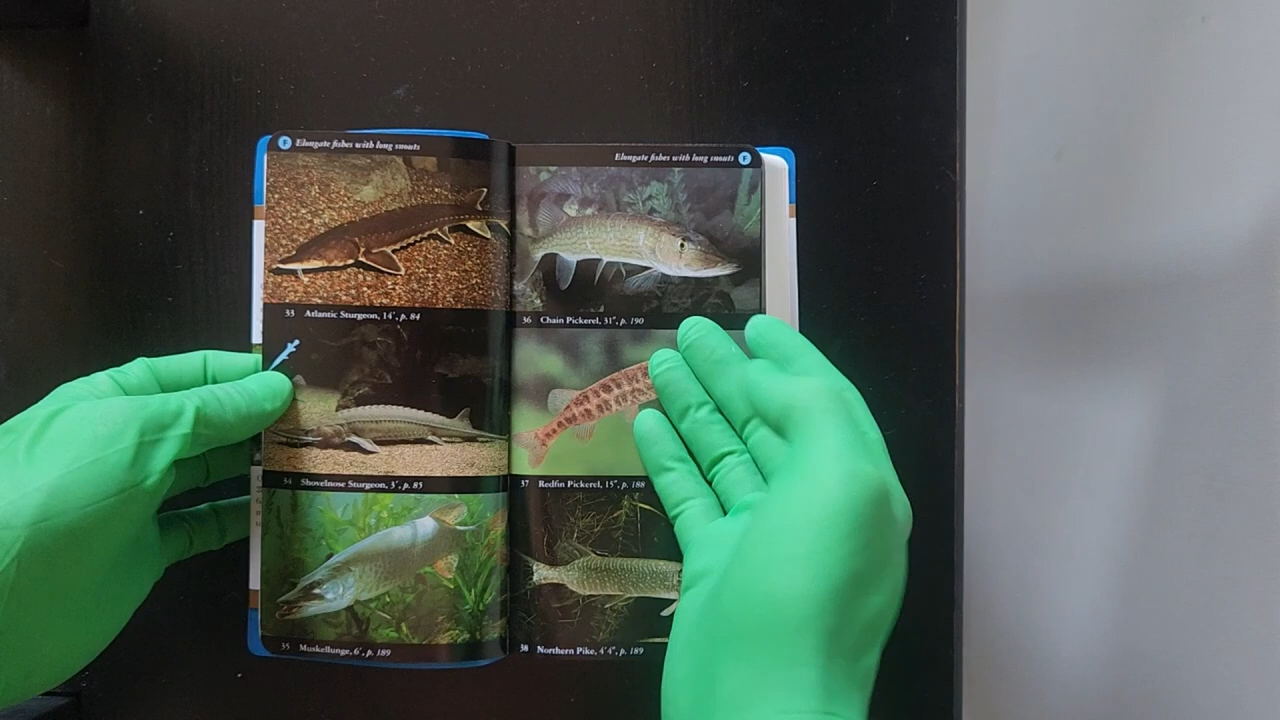 F Elongate fishes with long snouts
33 Atlantic Sturgeon, 14', p. 84
34 Shovelnose Sturgeon, 3', p. 85
35 Muskellunge, 6', p. 189
Elongate fishes with long snouts F
36 Chain Pickerel, 31", p. 190
37 Redfin Pickerel, 15", p. 188
38 Northern Pike, 4'4", p. 189